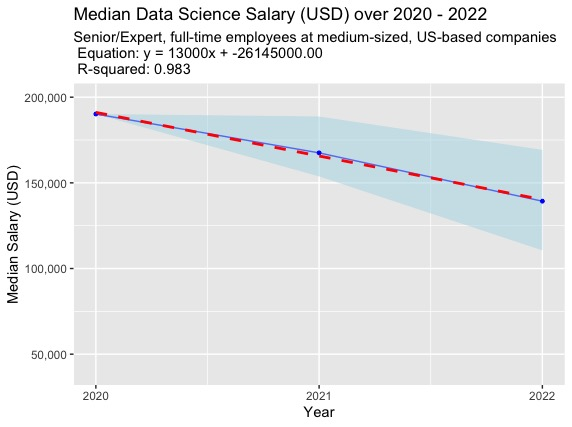 Median Data Science Salary (USD) over 2020 - 2022
Senior/Expert, full-time employees at medium-sized, US-based companies
Equation: y = 13000x + -26145000.00
R-squared: 0.983
200,000
150,000
100,000
50,000
Median Salary (USD)
2020
2021
2022
Year